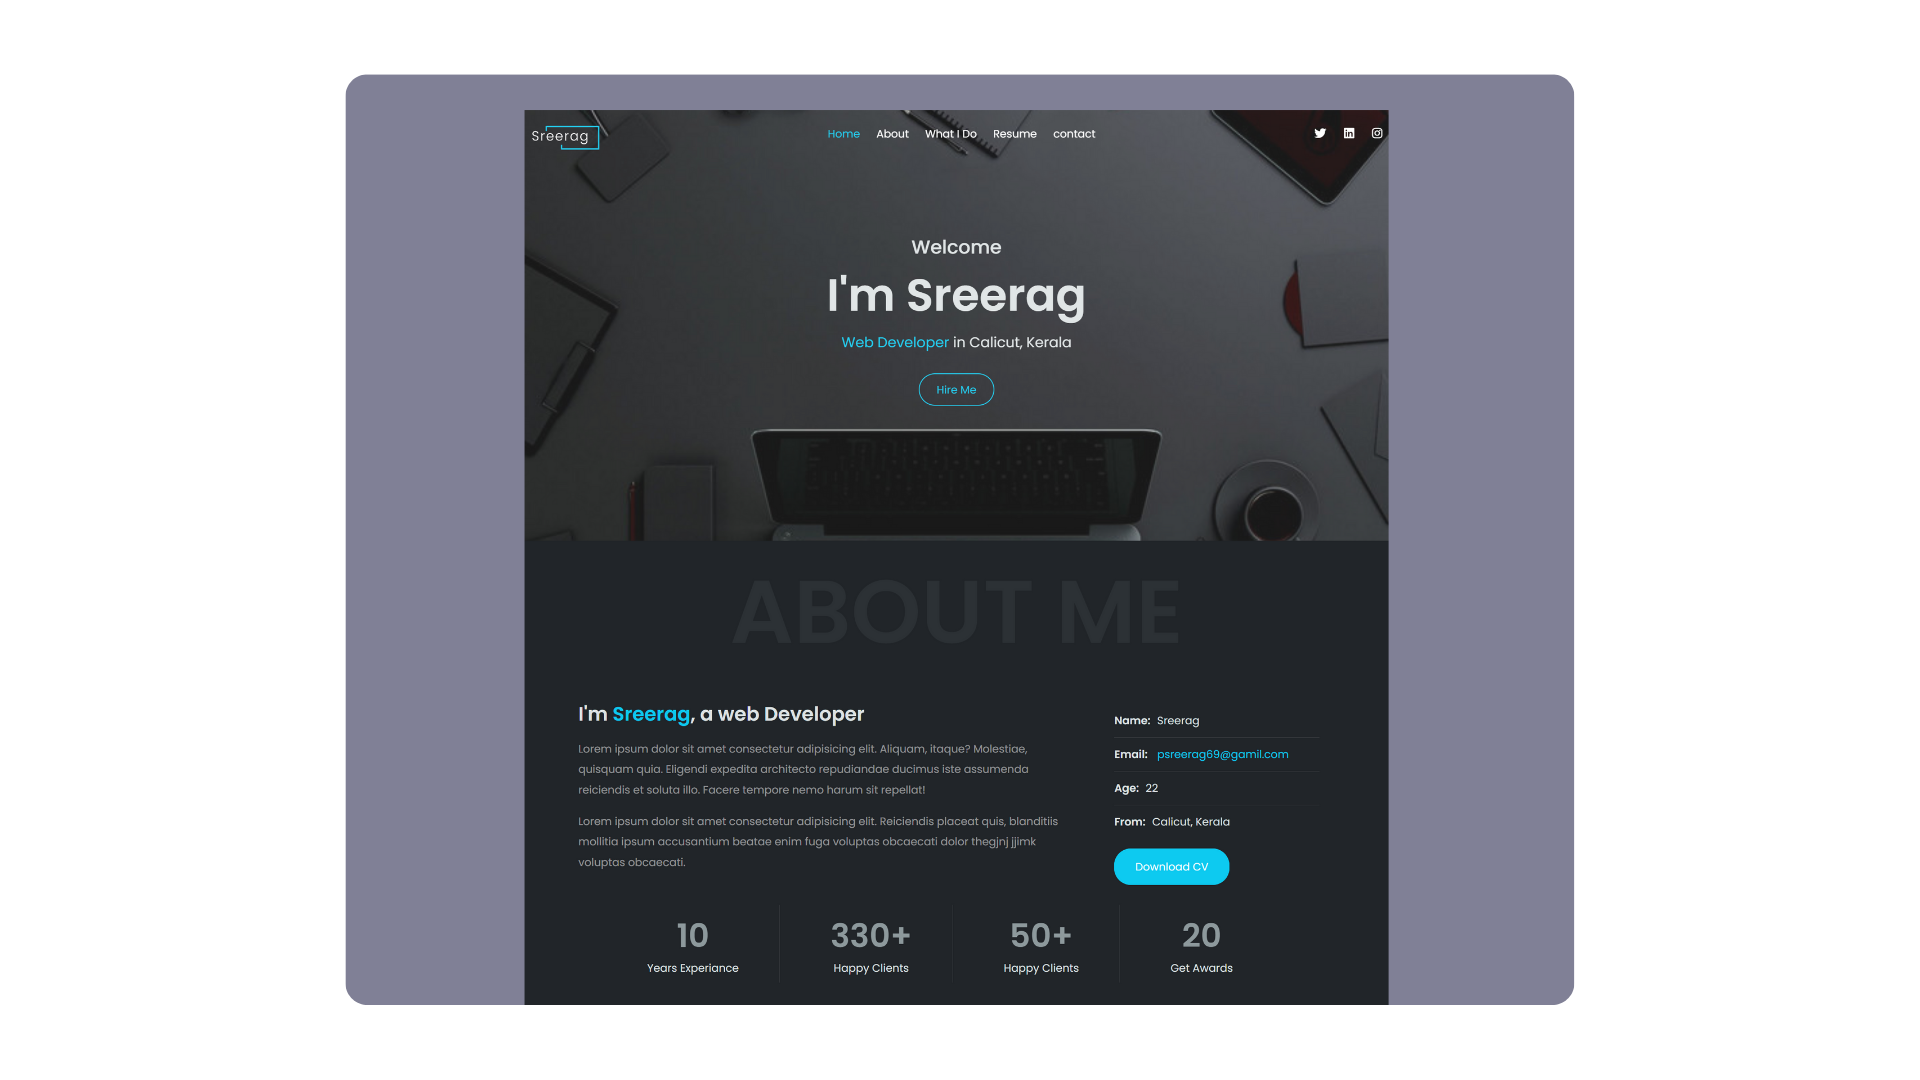 Sreerag
Home About What I Do Resume contact
Welcome
I'm Sreerag
Web Developer in Calicut, Kerala
Hire Me
ABOUT ME
I'm Sreerag, a web Developer
Lorem ipsum dolor sit amet consectetur adipisicing elit. Aliquam, itaque? Molestiae,
quisquam quia. Eligendi expedita architecto repudiandae ducimus iste assumenda
reiciendis et soluta illo. Facere tempore nemo harum sit repellat!
Lorem ipsum dolor sit amet consectetur adipisicing elit. Reiciendis placeat quis, blanditiis
mollitia ipsum accusantium beatae enim fuga voluptas obcaecati dolor thegjnj jjimk
voluptas obcaecati.
Name: Sreerag
Email: psreerag69@gamil.com
Age: 22
From: Calicut, Kerala
Download CV
10 330+ 50+ 20
Years Experiance Happy Clients Happy Clients Get Awards